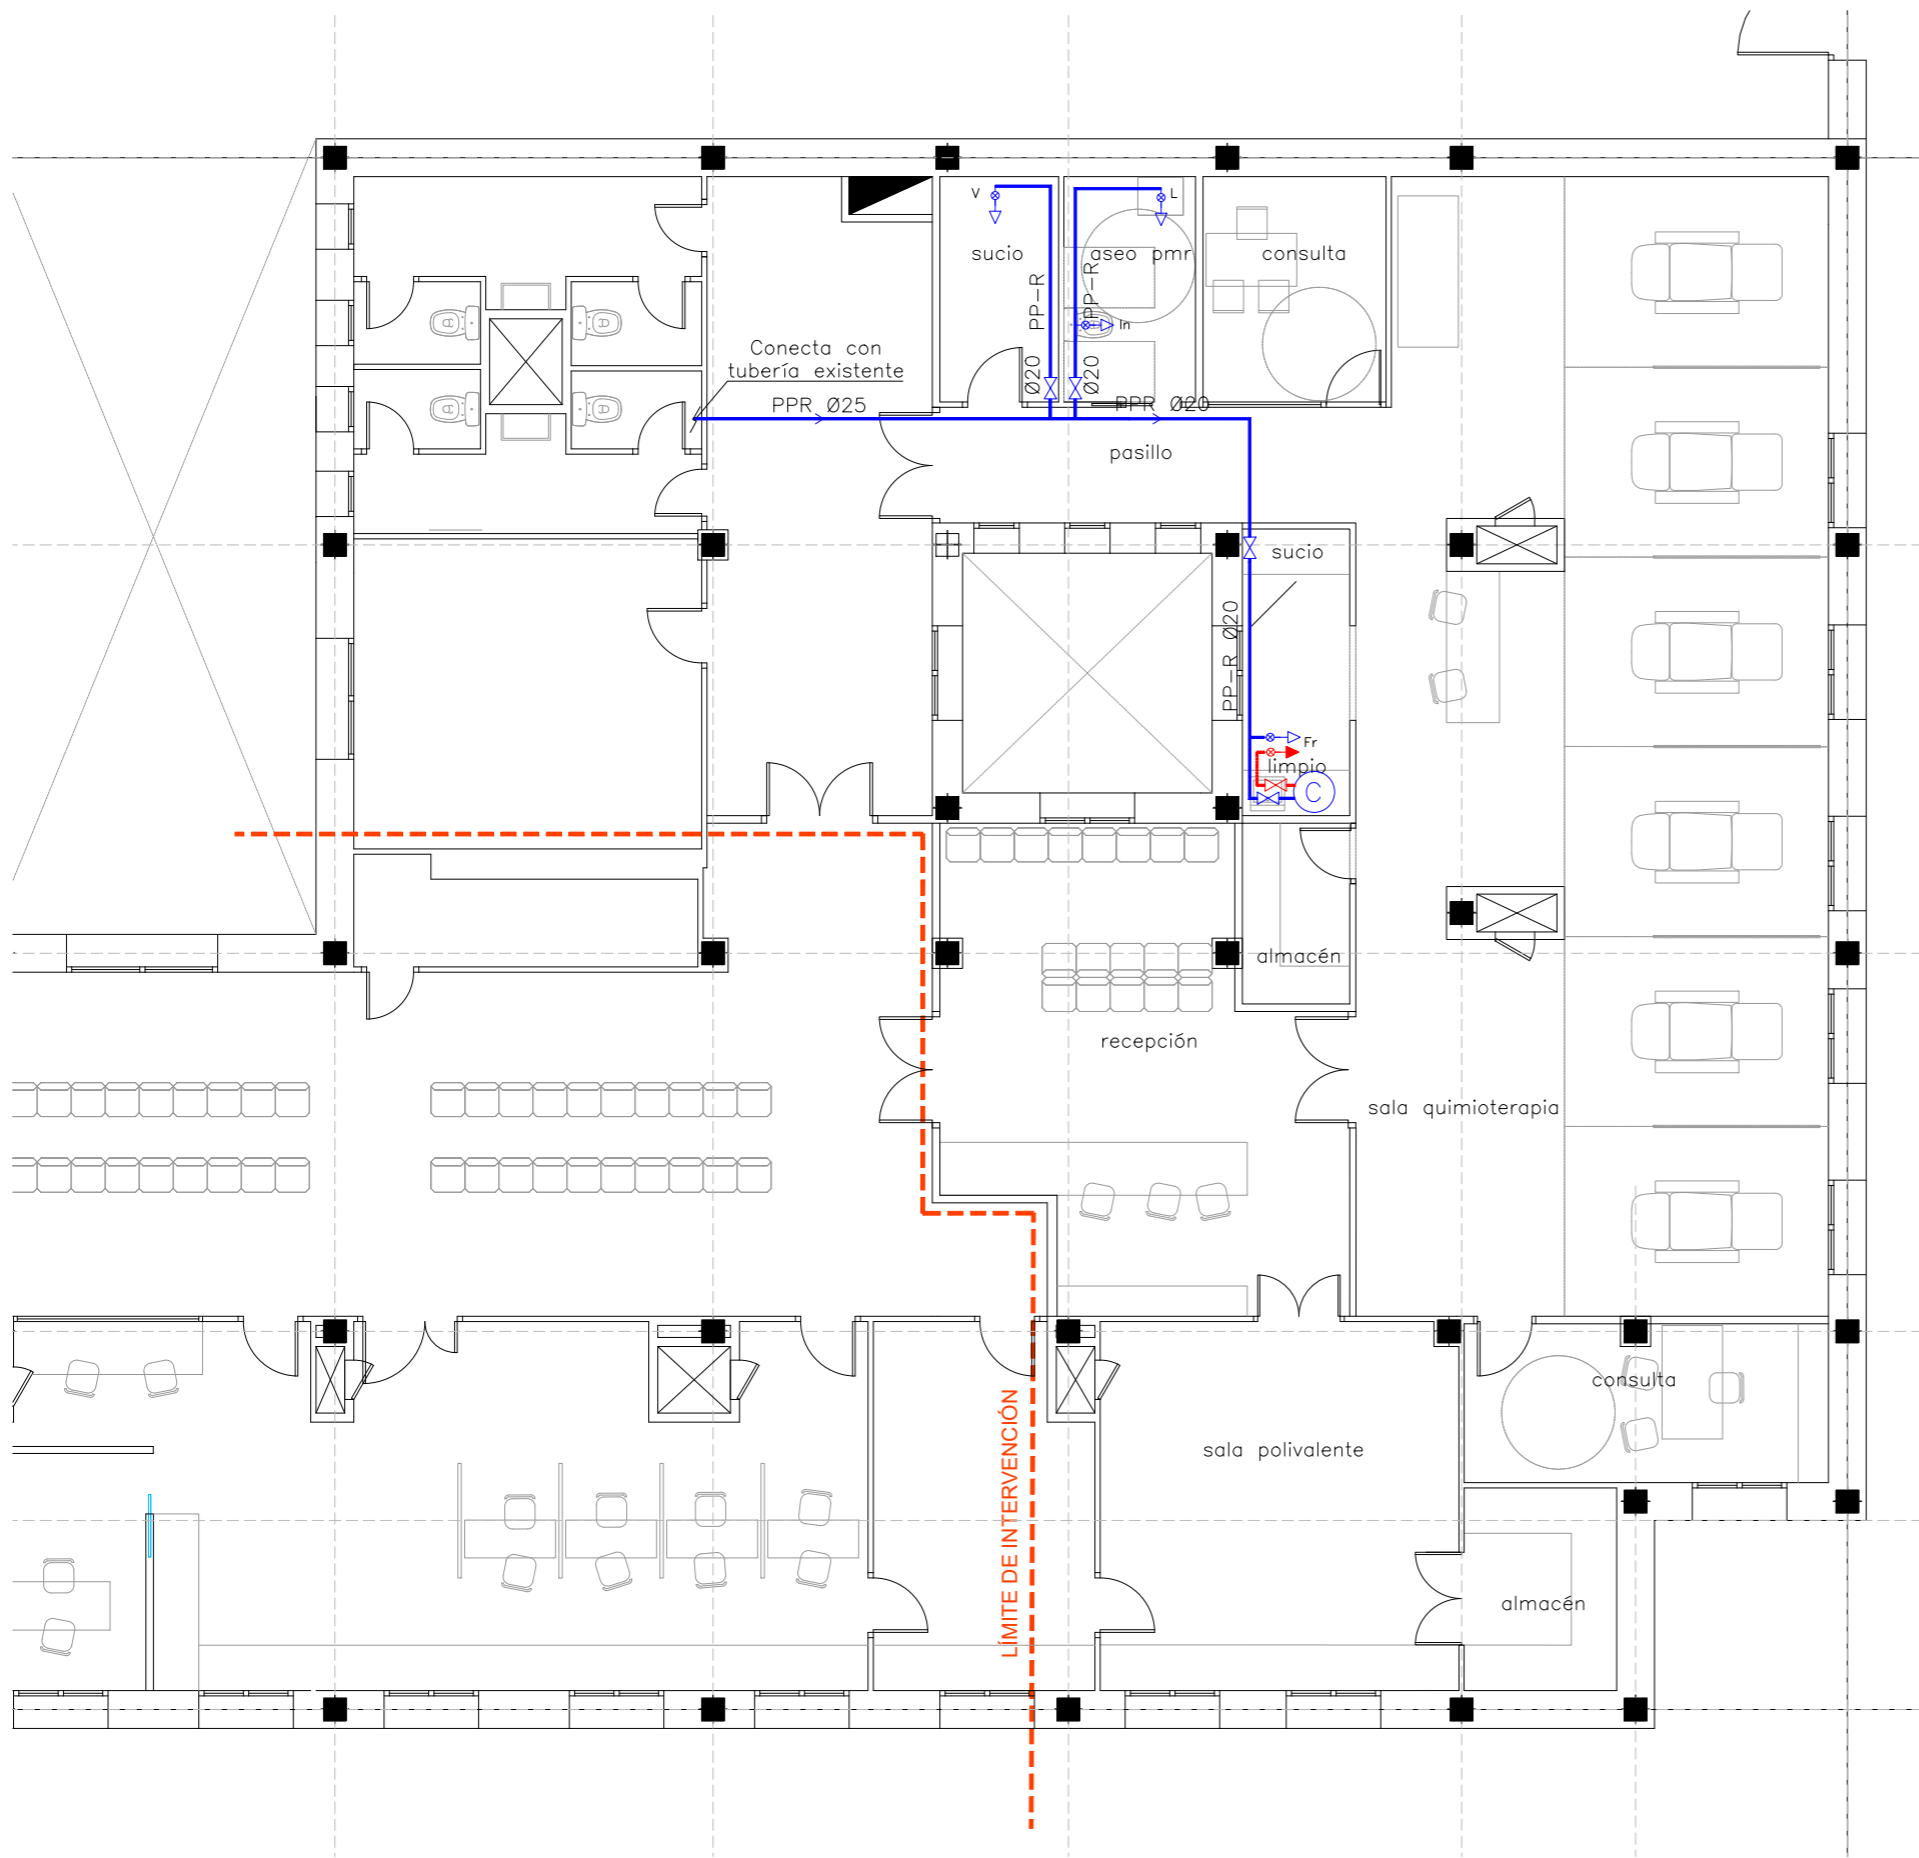 V
L
sucio
aseo pmr
consulta
PP-R
PP-R
In
Conecta con
tubería existente
Ø20
Ø20
PPR Ø25
PPR Ø20
pasillo
sucio
PP-R Ø20
Fr
limpio
C
almacén
recepción
sala quimioterapia
consulta
LÍMITE DE INTERVENCIÓN
sala polivalente
almacén